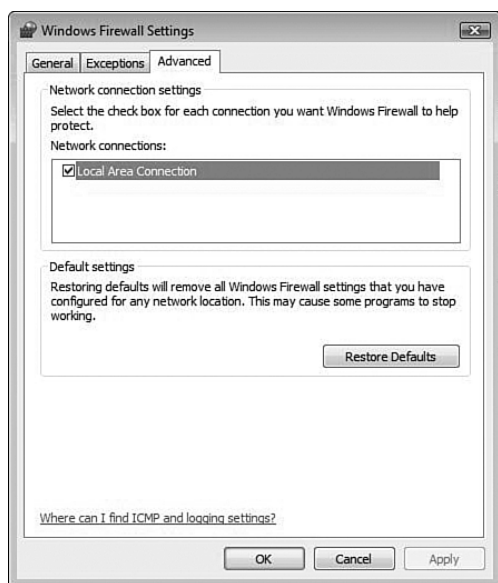 Windows Firewall Settings
General Exceptions Advanced
Network connection settings
Select the check box for each connection you want Windows Firewall to help
protect.
Network connections:
Local Area Connection
Default settings
Restoring defaults will remove all Windows Firewall settings that you have
configured for any network location. This may cause some programs to stop
working.
Restore Defaults
Where can I find ICMP and logging settings?
OK Cancel Apply